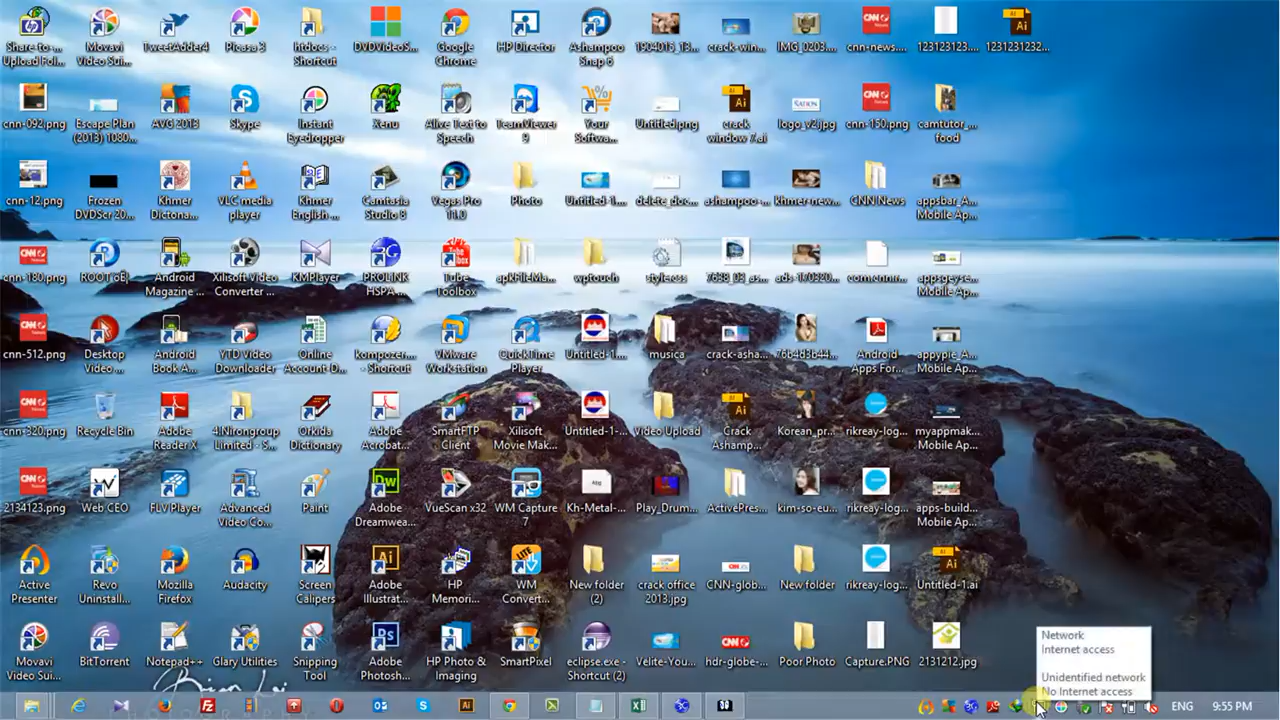 Share-to-... Upload Fol...
Movavi Video Sui...
TweetAdder4
Picasa 3
htdocs - Shortcut
DVDVideoS...
Google Chrome
HP Director
Ashampoo Snap 6
1904015_13...
crack-win...
IMG_0203....
cnn-news....
123123123....
1231231232...
cnn-092.png
Escape Plan (2013) 1080...
AVG 2013
Skype
Instant Eyedropper
Xenu
Alive Text to Speech
TeamViewer 9
Your Softwa...
Untitled.png
crack window 7.ai
logo_v2.jpg
cnn-150.png
camtutor_... food
cnn-12.png
Frozen DVDScr 20...
Khmer Dictiona...
VLC media player
Khmer English ...
Camtasia Studio 8
Vegas Pro 11.0
Photo
Untitled-1....
delete_doc...
ashampoo-...
khmer-new...
CNN News
appsbar_A... Mobile Ap...
cnn-180.png
Android Magazine ...
Xilisoft Video Converter ...
KMPlayer
PROLiNK HSPA ...
Tube Toolbox
apkFileMa...
wptouch
style.css
7688_03_as...
ads-170320...
com.cnn...
appsgeyse... Mobile Ap...
cnn-512.png
Desktop Video ...
Android Book A...
YTD Video Downloader
Online Account-D...
kompozer... - Shortcut
VMware Workstation
QuickTime Player
Untitled-1....
musica
crack-asha...
76b4d3b44...
Android Apps For...
appypie_A... Mobile Ap...
cnn-320.png
Recycle Bin
Adobe Reader X
4.INirongroup Limited - S...
Orkida Dictionary
Adobe Acrobat...
SmartFTP Client
Xilisoft Movie Mak...
Untitled-1-...
Video Upload
Crack Ashamp...
Korean_pr...
rikreay-log...
myappmak... Mobile Ap...
2134123.png
Web CEO
FLV Player
Advanced Video Co...
Paint
Adobe Dreamwea...
VueScan x32
WM Capture 7
Kh-Metal-...
Play_Drum...
ActivePres...
kim-so-eu...
rikreay-log...
apps-build... Mobile Ap...
Active Presenter
Revo Uninstall...
Mozilla Firefox
Audacity
Screen Calipers
Adobe Illustrat...
HP Memori...
WM Convert...
New folder (2)
crack office 2013.jpg
CNN-glob...
New folder
rikreay-log...
Untitled-1.ai
Movavi Video Sui...
BitTorrent
Notepad++
Glary Utilities
Snipping Tool
Adobe Photosh...
HP Photo & Imaging
SmartPixel
eclipse.exe - Shortcut (2)
Velite-You...
hdr-globe-...
Poor Photo
Capture.PNG
2131212.jpg
Network
Internet access
Unidentified network
No Internet access
ENG 9:55 PM